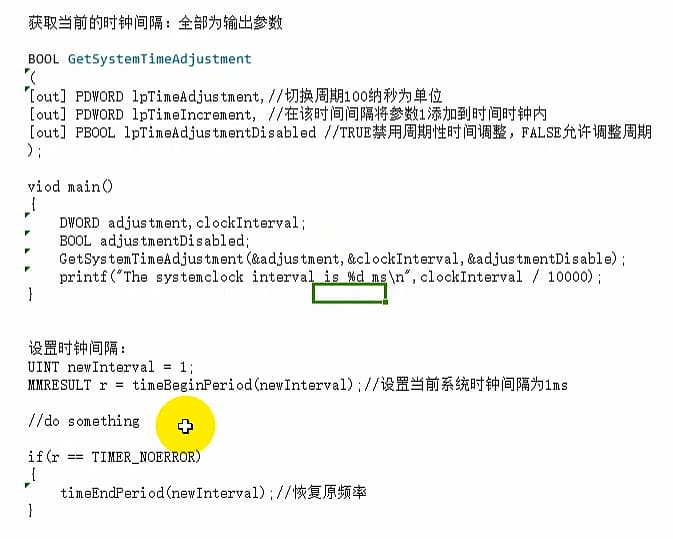 获取当前的时钟间隔：全部为输出参数
BOOL GetSystemTimeAdjustment
(
[out] PDWORD lpTimeAdjustment,//切换周期100纳秒为单位
[out] PDWORD lpTimeIncrement, //在该时间间隔将参数1添加到时间时钟内
[out] PBOOL lpTimeAdjustmentDisabled //TRUE禁用周期性时间调整，FALSE允许调整周期
);
viod main()
{
DWORD adjustment,clockInterval;
BOOL adjustmentDisabled;
GetSystemTimeAdjustment(&adjustment,&clockInterval,&adjustmentDisable);
printf("The systemclock interval is %d ms\n",clockInterval / 10000);
}
设置时钟间隔：
UINT newInterval = 1;
MMRESULT r = timeBeginPeriod(newInterval);//设置当前系统时钟间隔为1ms
//do something
if(r == TIMER_NOERROR)
{
timeEndPeriod(newInterval);//恢复原频率
}